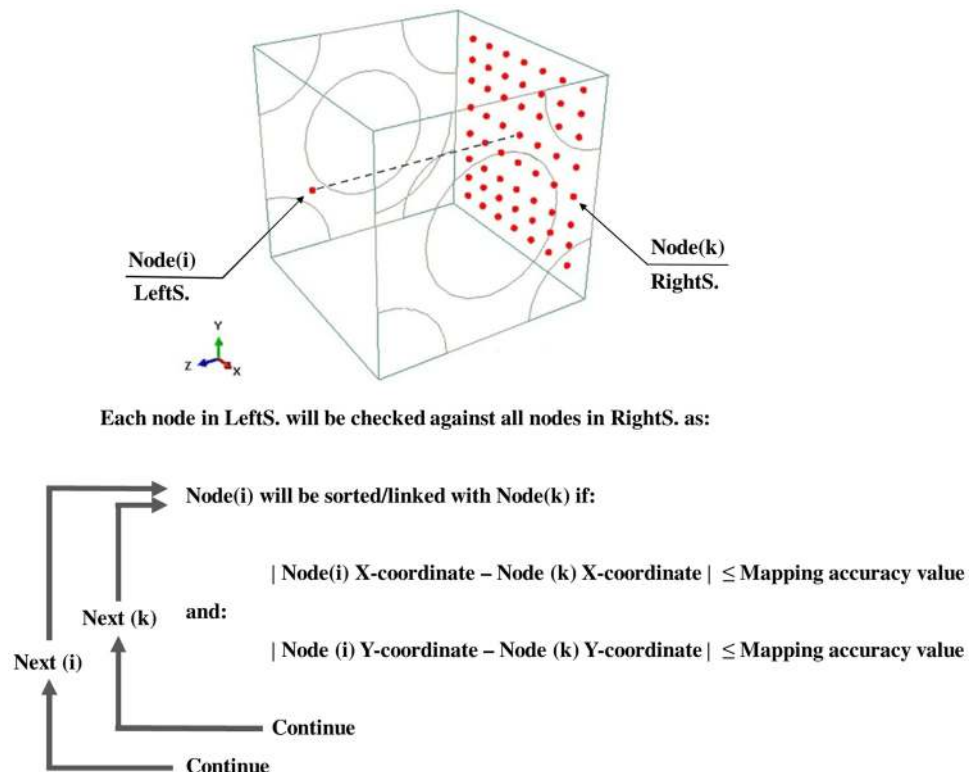 Node(i)
LeftS.
Node(k)
RightS.
Y
Z
X
Each node in LeftS. will be checked against all nodes in RightS. as:
Node(i) will be sorted/linked with Node(k) if:
| Node(i) X-coordinate – Node (k) X-coordinate | ≤ Mapping accuracy value
Next (k)
and:
Next (i)
| Node (i) Y-coordinate – Node (k) Y-coordinate | ≤ Mapping accuracy value
Continue
Continue